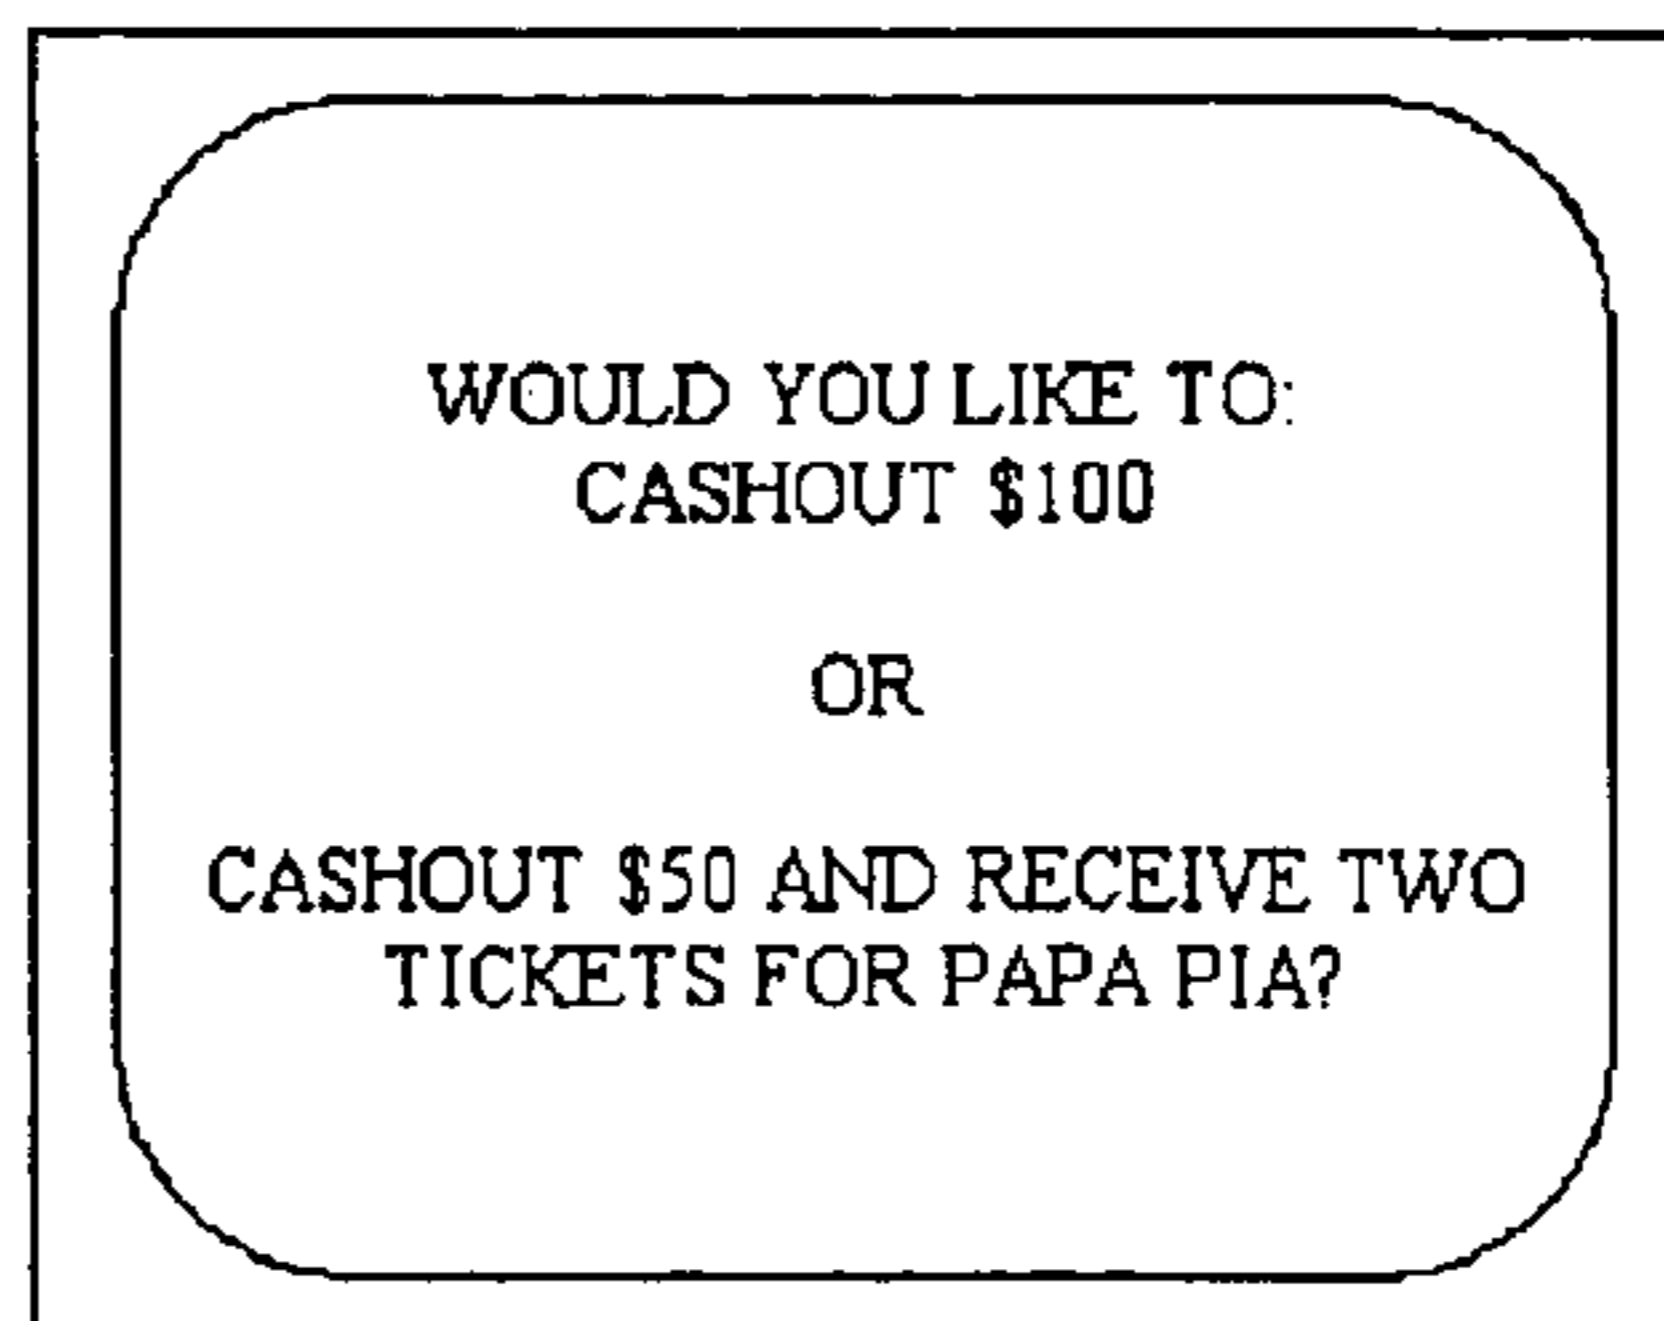 WOULD YOU LIKE TO:
CASHOUT $100
OR
CASHOUT $50 AND RECEIVE TWO
TICKETS FOR PAPA PIA?